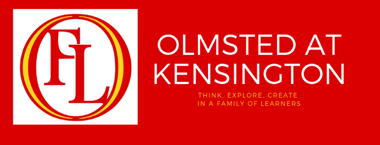 OFL
OLMSTED AT
KENSINGTON
THINK, EXPLORE, CREATE
IN A FAMILY OF LEARNERS